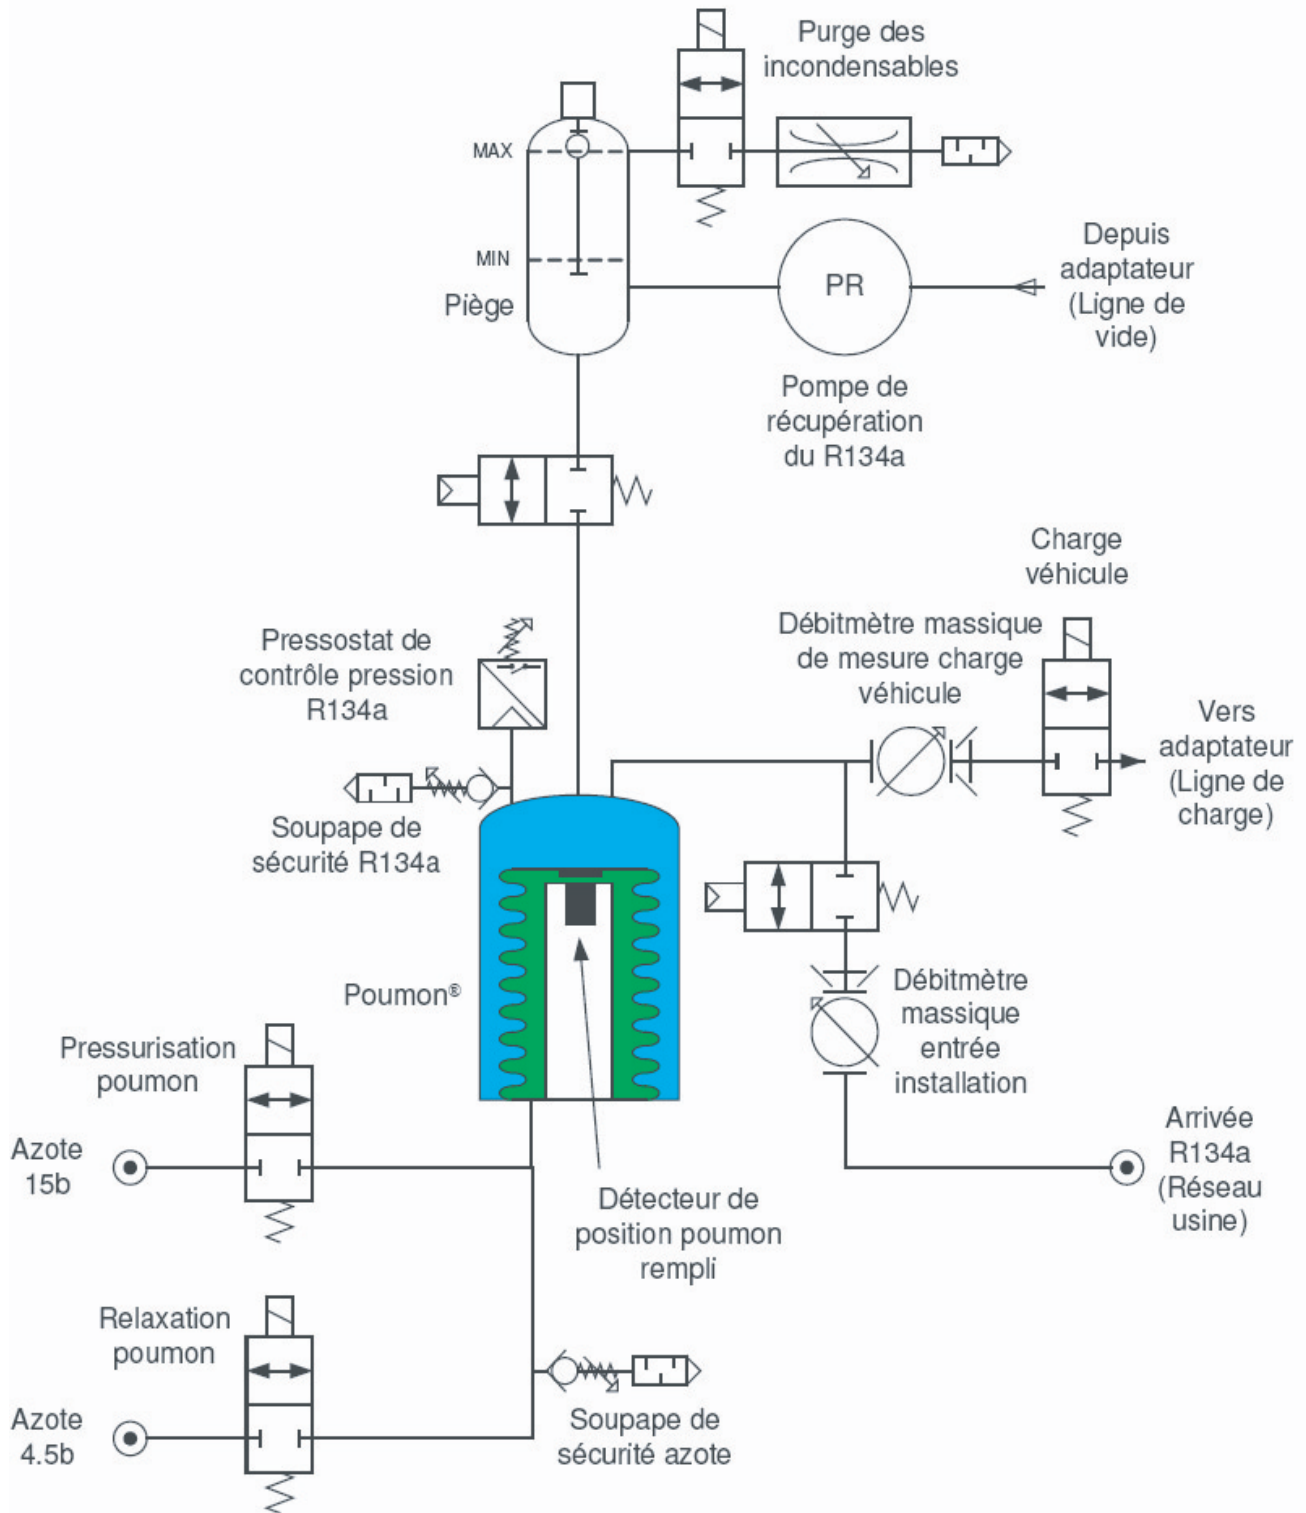 Purge des
incondensables
MAX
MIN
Piège
PR
Depuis
adaptateur
(Ligne de
vide)
Pompe de
récupération
du R134a
Charge
véhicule
Débitmètre massique
de mesure charge
véhicule
Pressostat de
contrôle pression
R134a
Vers
adaptateur
(Ligne de
charge)
Soupape de
sécurité R134a
Poumon®
Débitmètre
massique
entrée
installation
Pressurisation
poumon
Azote
15b
Arrivée
R134a
(Réseau
usine)
Détecteur de
position poumon
rempli
Relaxation
poumon
Azote
4.5b
Soupape de
sécurité azote